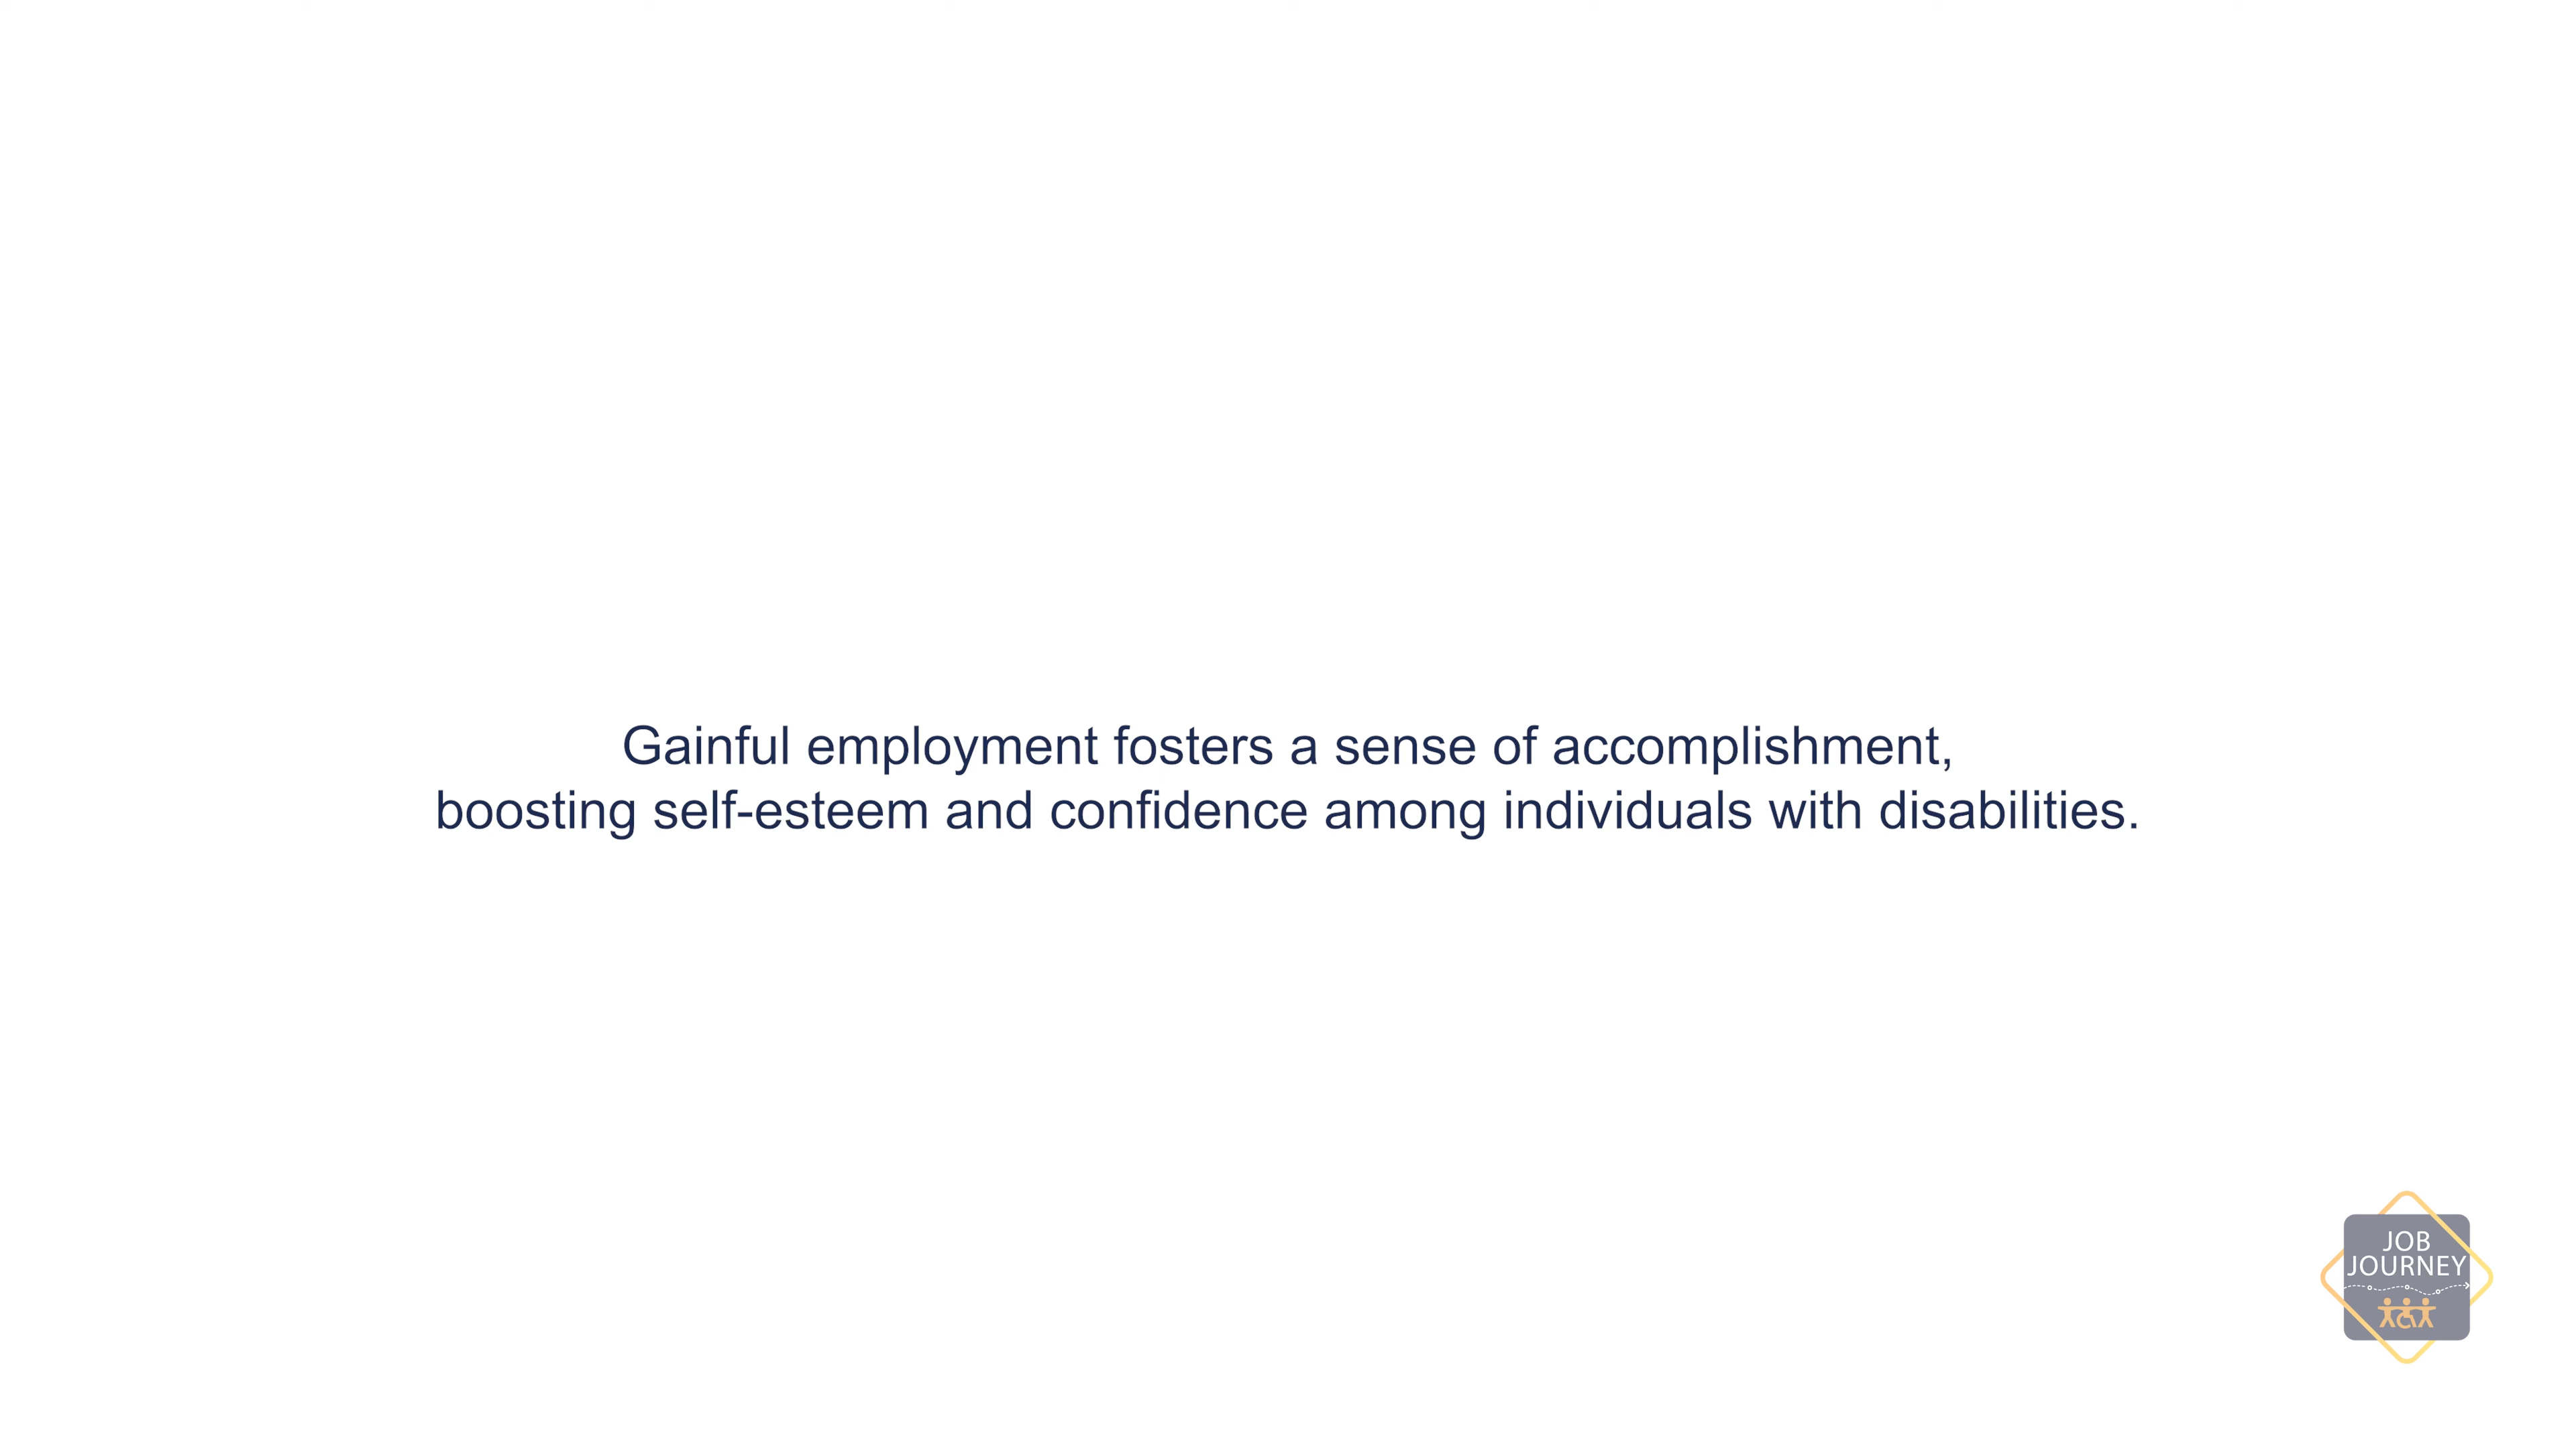 Gainful employment fosters a sense of accomplishment,
boosting self-esteem and confidence among individuals with disabilities.
JOB
JOURNEY